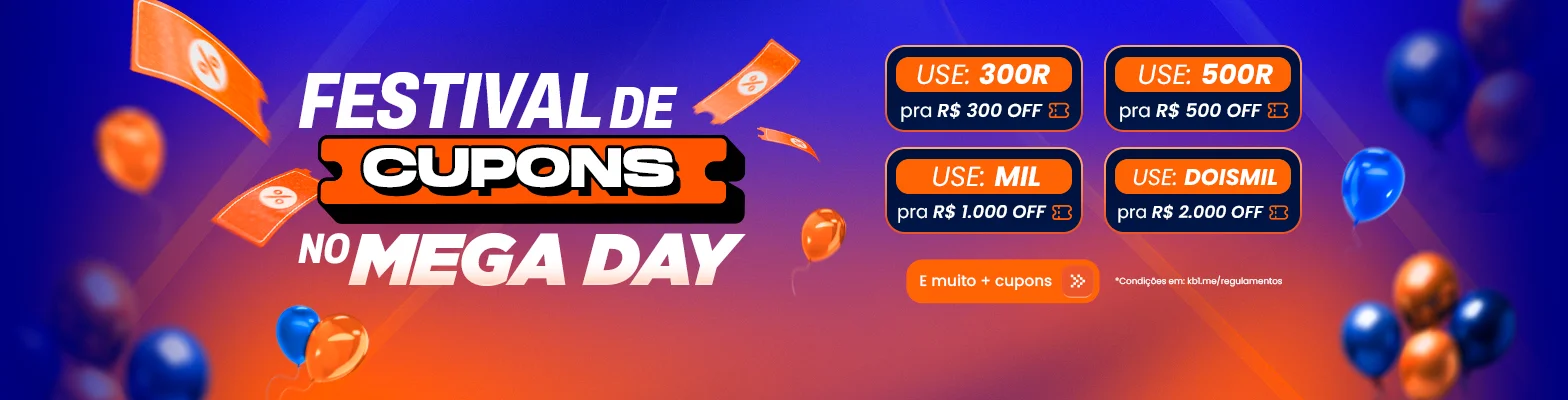 FESTIVAL DE
CUPONS
NO MEGA DAY
USE: 300R
pra R$ 300 OFF
USE: 500R
pra R$ 500 OFF
USE: MIL
pra R$ 1.000 OFF
USE: DOISMIL
pra R$ 2.000 OFF
E muito + cupons
*Condições em: kbl.me/regulamentos